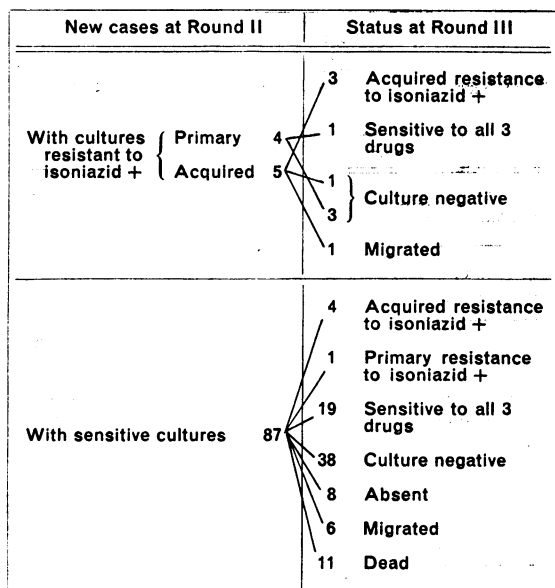 New cases at Round II
Status at Round III
With cultures resistant to isoniazid +
Primary 4
Acquired 5
3 Acquired resistance to isoniazid +
1 Sensitive to all 3 drugs
1
3
Culture negative
1 Migrated
With sensitive cultures 87
4 Acquired resistance to isoniazid +
1 Primary resistance to isoniazid +
19 Sensitive to all 3 drugs
38 Culture negative
8 Absent
6 Migrated
11 Dead